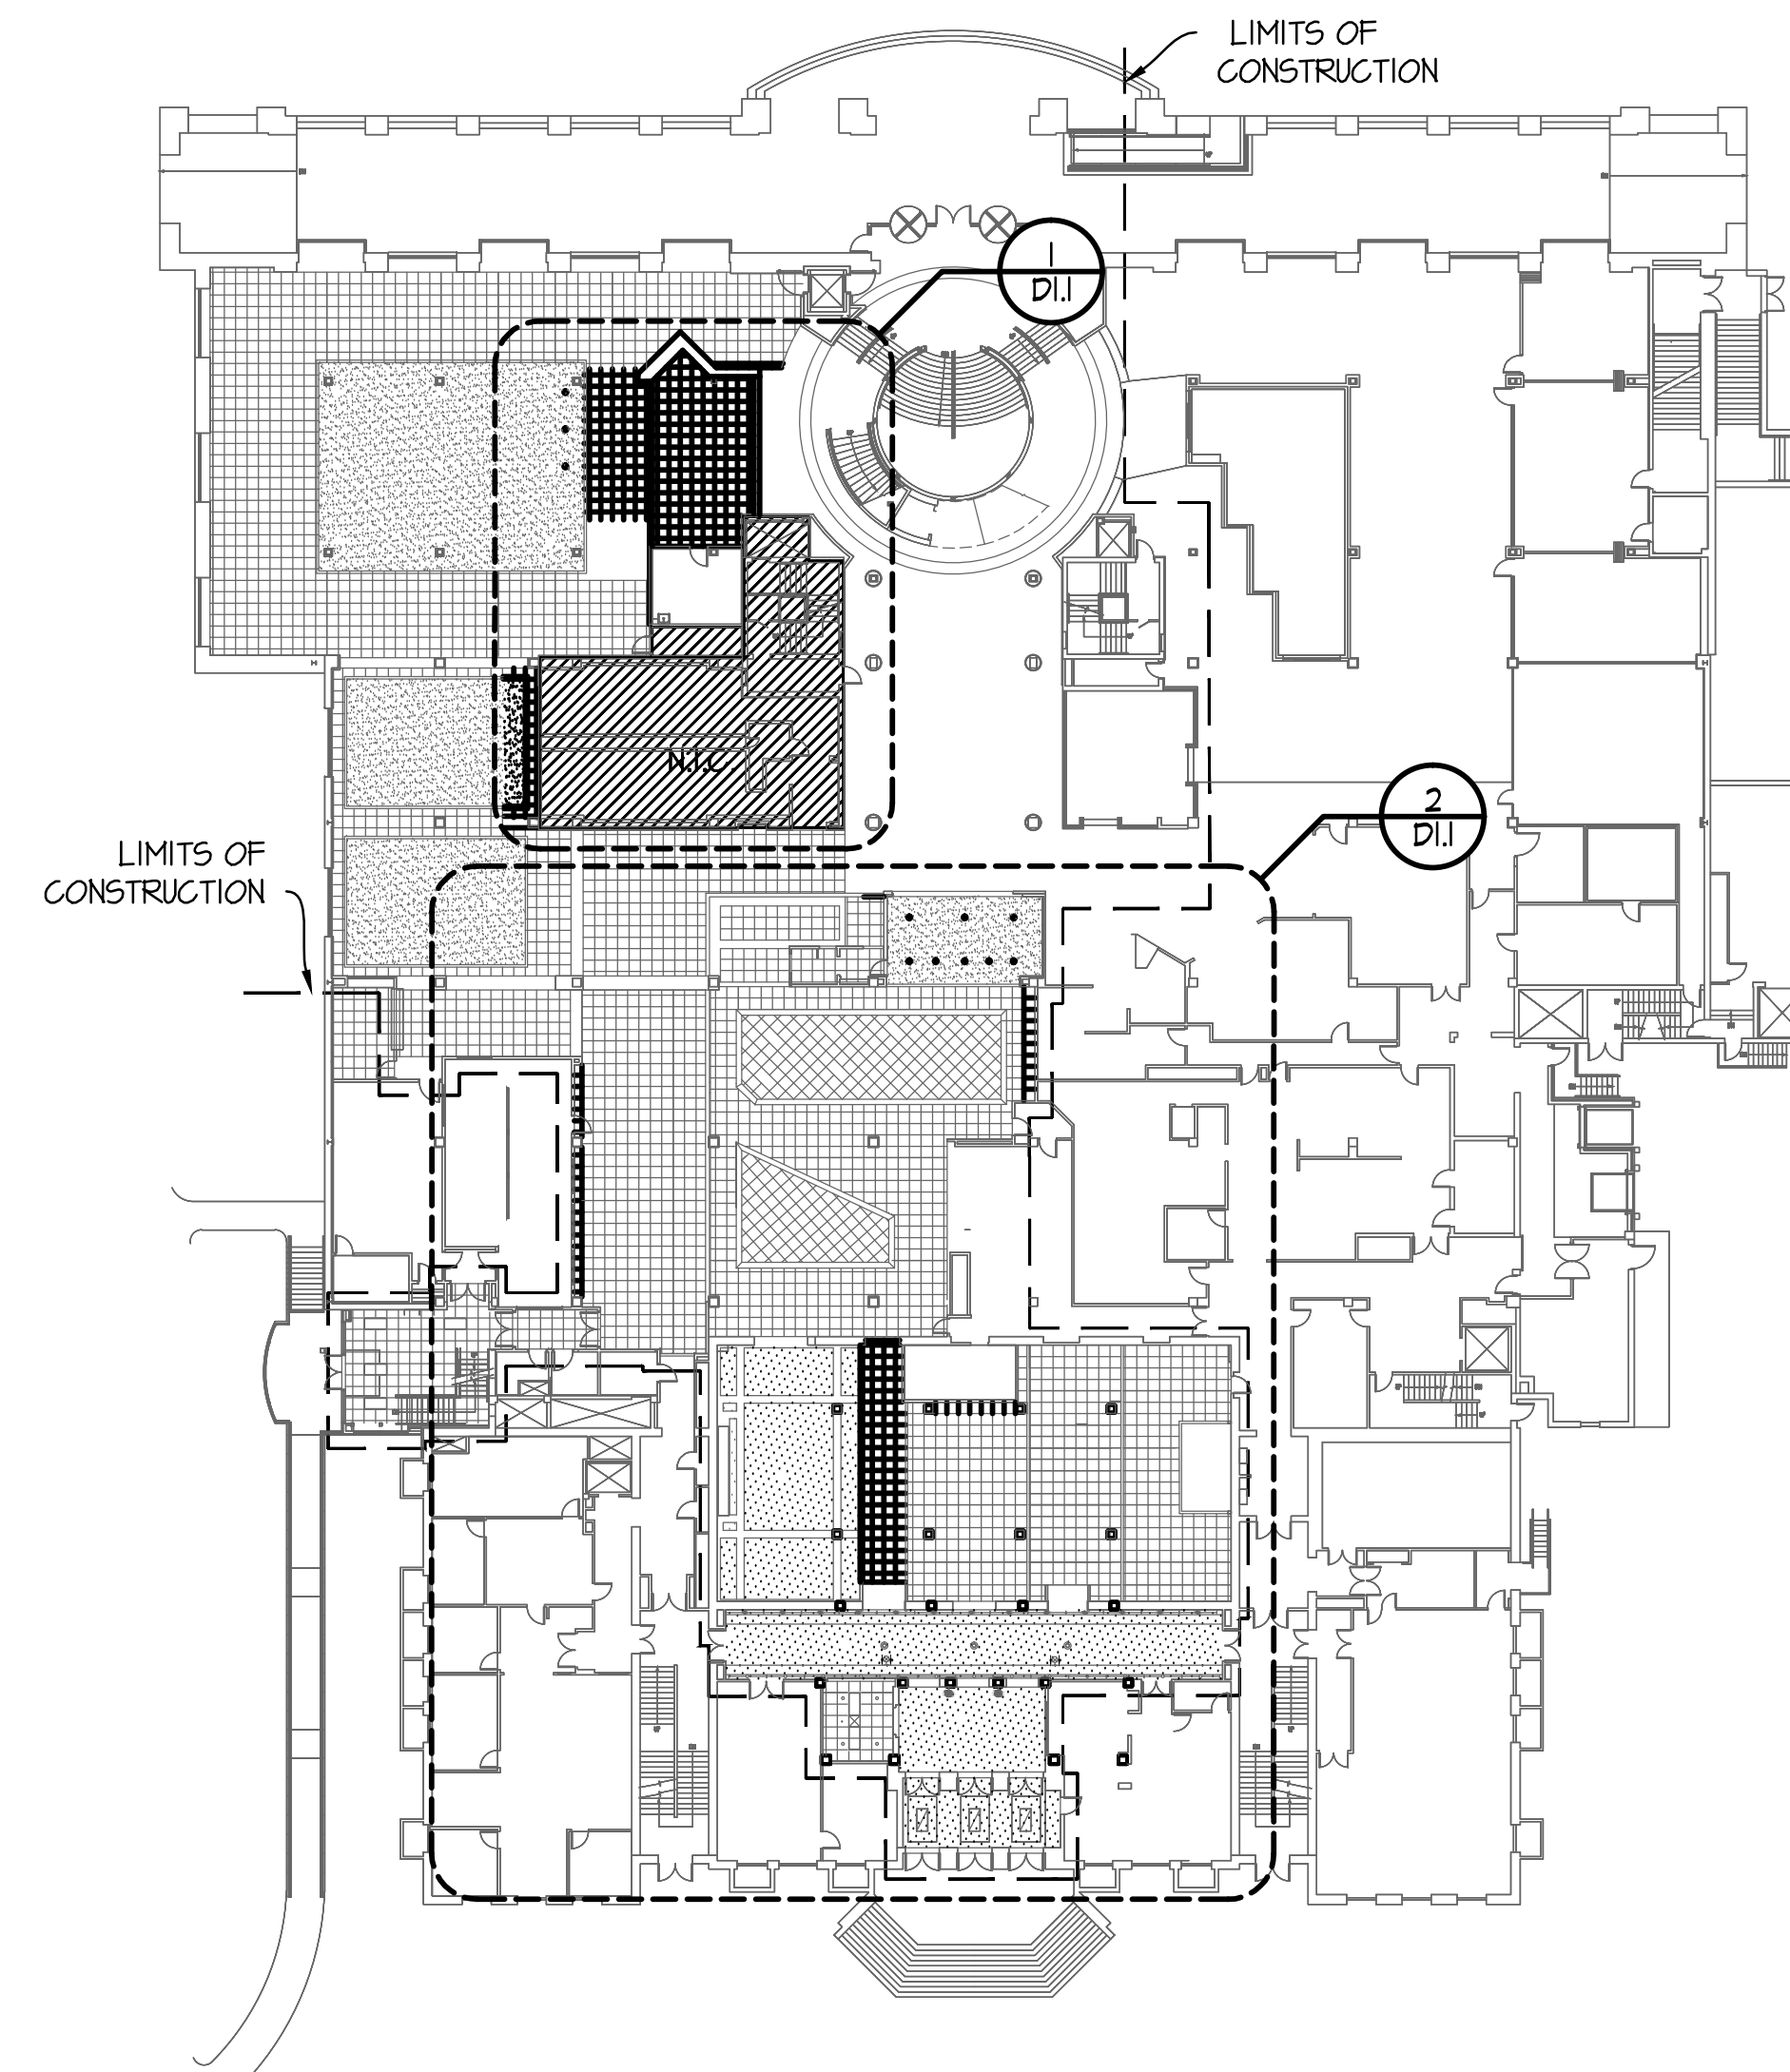 LIMITS OF
CONSTRUCTION
1
D1.1
N.I.C.
2
D1.1
LIMITS OF
CONSTRUCTION